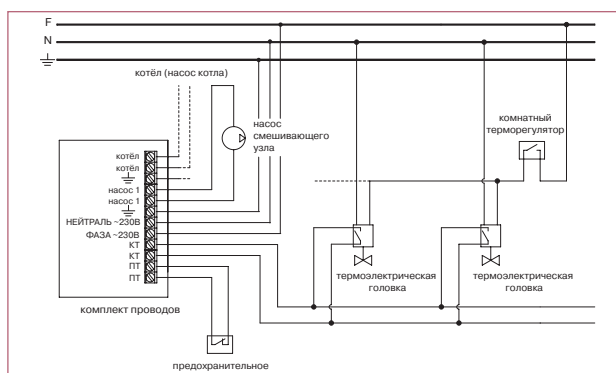 F
N
котёл (насос котла)
насос
смешивающего
узла
комнатный
терморегулятор
котёл
котёл
насос 1
насос 1
НЕЙТРАЛЬ ~230В
ФАЗА ~230В
КТ
КТ
ПТ
ПТ
термоэлектрическая
головка
термоэлектрическая
головка
комплект проводов
предохранительное